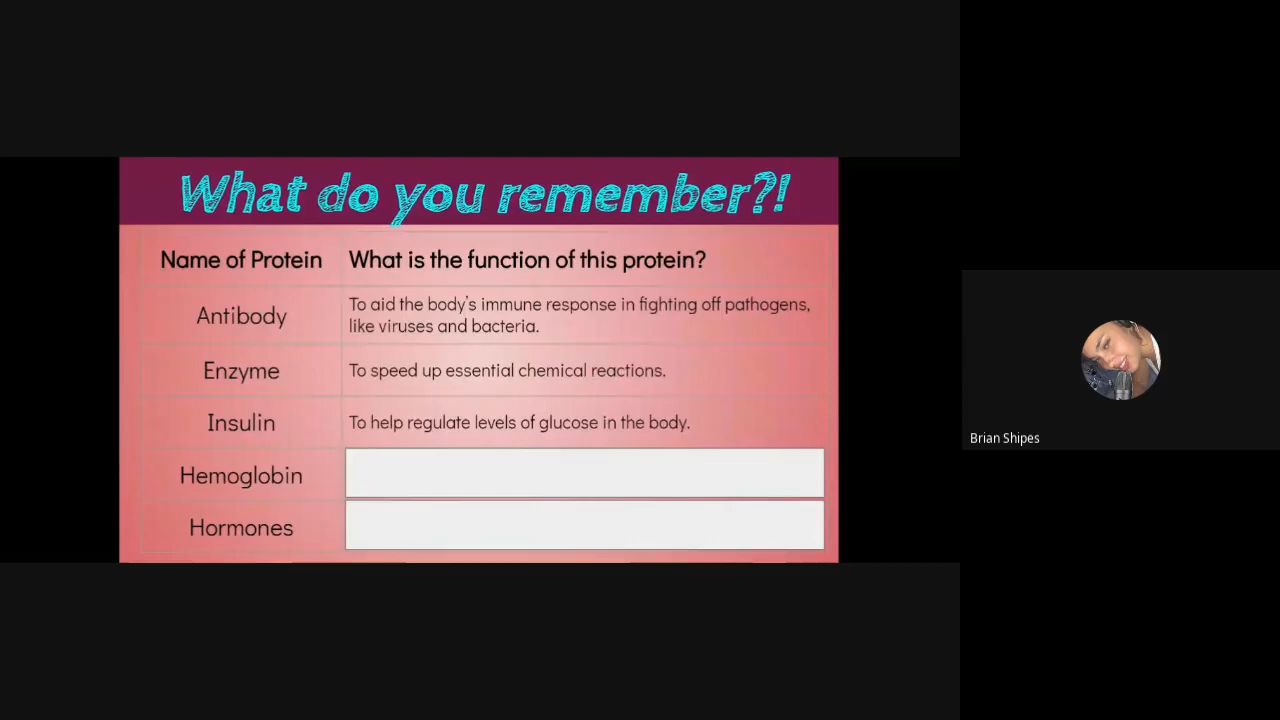 What do you remember?!
Name of Protein
What is the function of this protein?
Antibody
To aid the body's immune response in fighting off pathogens,
like viruses and bacteria.
Enzyme
To speed up essential chemical reactions.
Insulin
To help regulate levels of glucose in the body.
Hemoglobin
Hormones
Brian Shipes